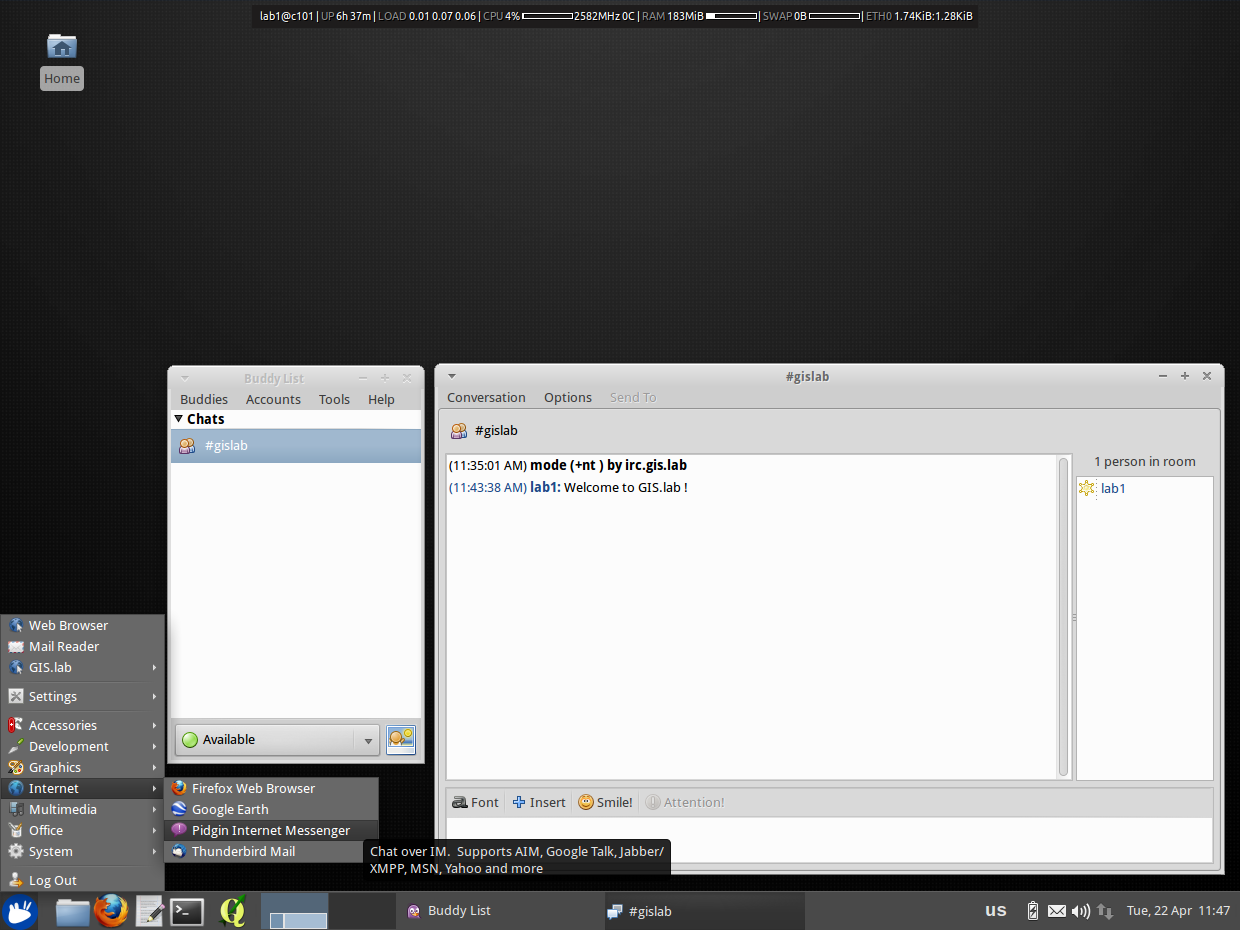 lab1@c101 | UP 6h 37m | LOAD 0.01 0.07 0.06 | CPU 4% 2582MHz 0C | RAM 183MiB | SWAP 0B | ETH0 1.74KiB:1.28KiB
Home
Buddy List
Buddies Accounts Tools Help
Chats
#gislab
Available
#gislab
Conversation Options Send To
#gislab
(11:35:01 AM) mode (+nt ) by irc.gis.lab
(11:43:38 AM) lab1: Welcome to GIS.lab !
1 person in room
lab1
Font Insert Smile! Attention!
Web Browser
Mail Reader
GIS.lab
Settings
Accessories
Development
Graphics
Internet
Multimedia
Office
System
Log Out
Firefox Web Browser
Google Earth
Pidgin Internet Messenger
Thunderbird Mail
Chat over IM.  Supports AIM, Google Talk, Jabber/
XMPP, MSN, Yahoo and more
Buddy List #gislab us Tue, 22 Apr 11:47